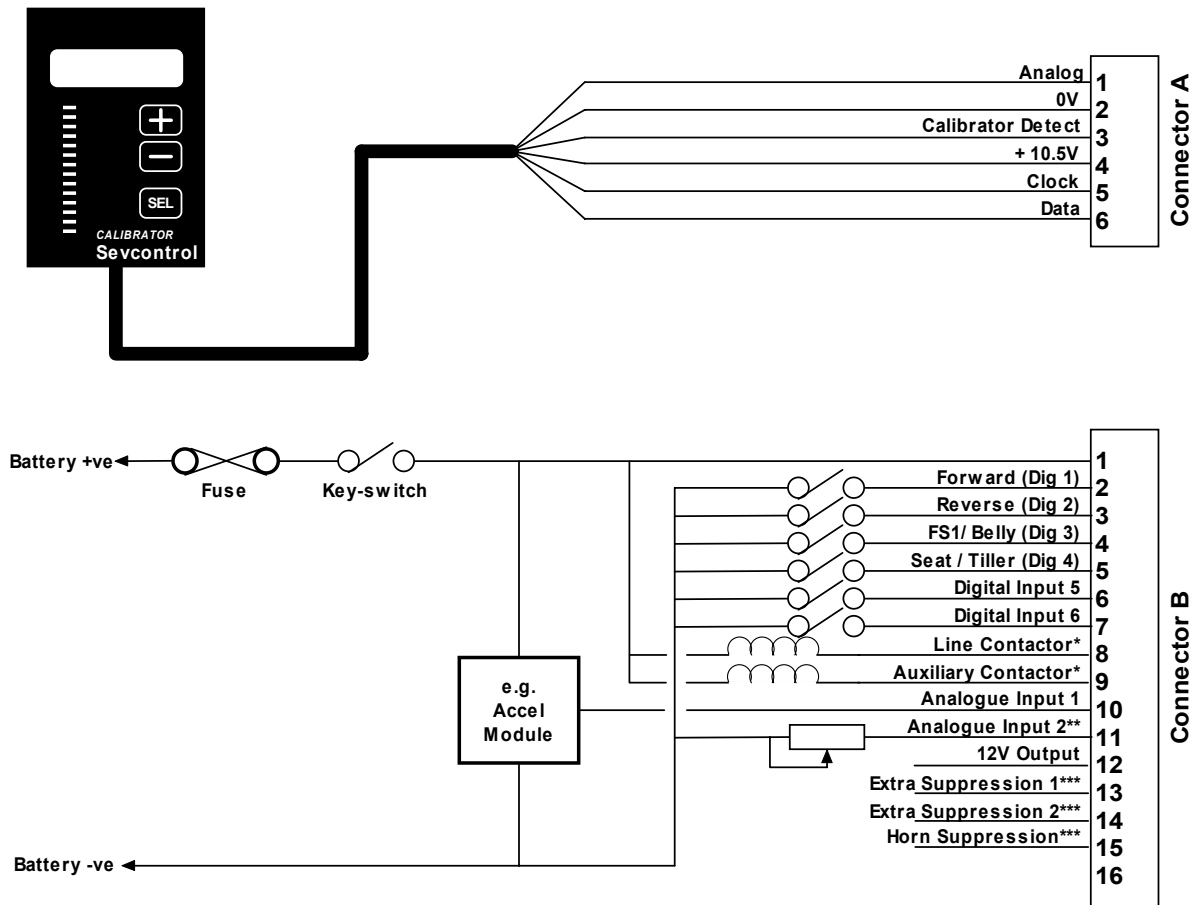 Analog
1
0V
2
Calibrator Detect
3
+ 10.5V
4
Clock
5
Data
6
Connector A
SEL
CALIBRATOR
Sevcontrol
Battery +ve
Fuse
Key-switch
1
Forward (Dig 1)
2
Reverse (Dig 2)
3
FS1/ Belly (Dig 3)
4
Seat / Tiller (Dig 4)
5
Digital Input 5
6
Digital Input 6
7
Line Contactor*
8
Auxiliary Contactor*
9
Analogue Input 1
10
Analogue Input 2**
11
12V Output
12
Extra Suppression 1***
13
Extra Suppression 2***
14
Horn Suppression***
15
16
Connector B
e.g.
Accel
Module
Battery -ve